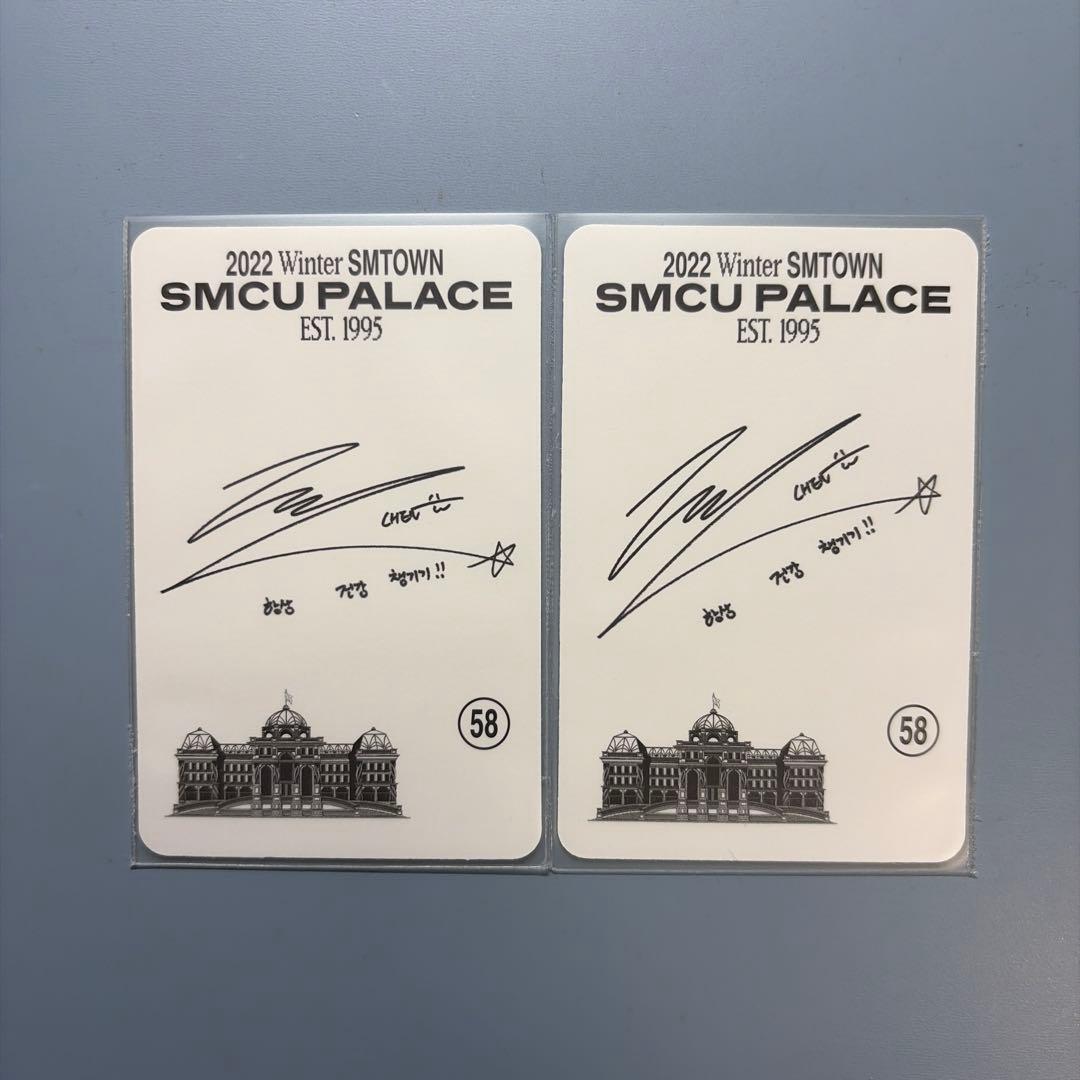 2022 Winter SMTOWN
SMCU PALACE
EST. 1995
CHEN
항상 건강 챙기기!!
58
2022 Winter SMTOWN
SMCU PALACE
EST. 1995
CHEN
항상 건강 챙기기!!
58